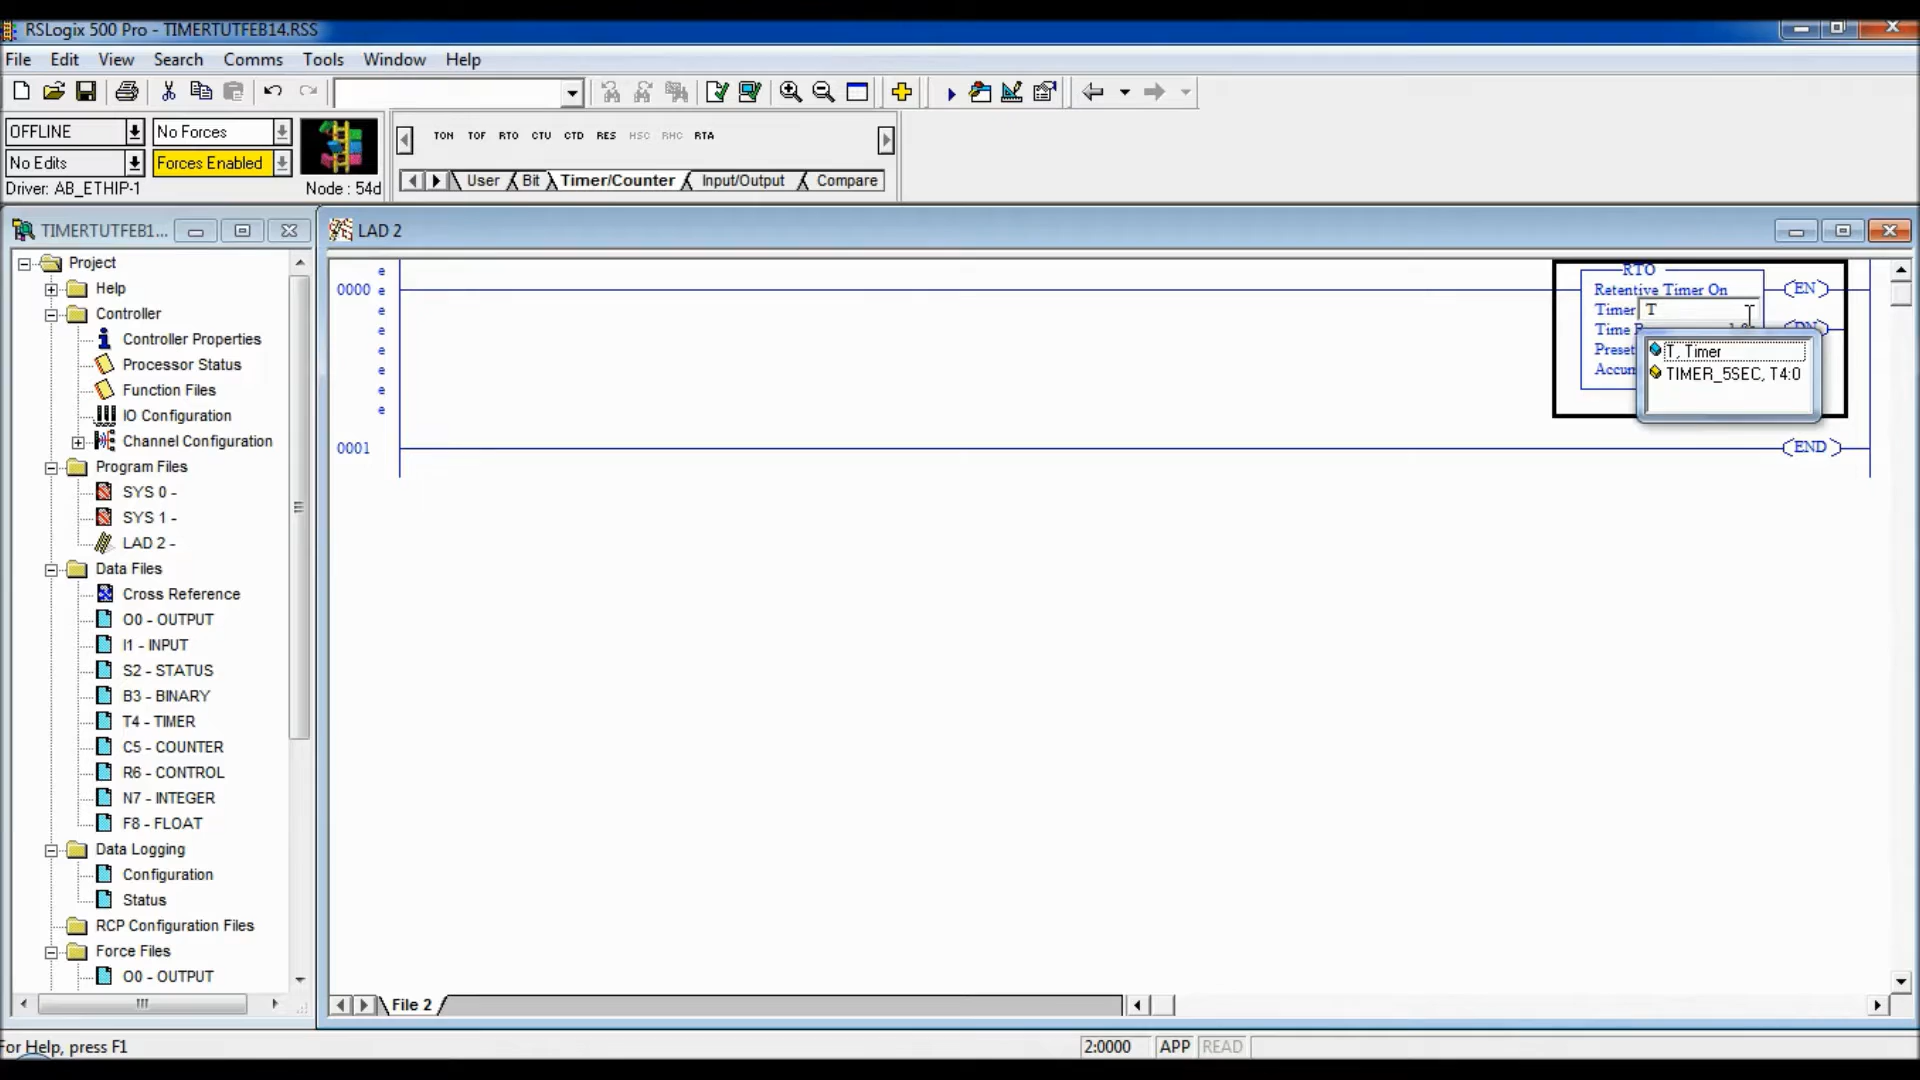 RSLogix 500 Pro - TIMERTUTFEB14.RSS
File Edit View Search Comms Tools Window Help
OFFLINE No Forces
No Edits Forces Enabled
Driver: AB_ETHIP-1 Node : 54d
TON TOF RTO CTU CTD RES HSC RHC RTA
User Bit Timer/Counter Input/Output Compare
TIMERTUTFEB1...
Project
Help
Controller
Controller Properties
Processor Status
Function Files
IO Configuration
Channel Configuration
Program Files
SYS 0 -
SYS 1 -
LAD 2 -
Data Files
Cross Reference
O0 - OUTPUT
I1 - INPUT
S2 - STATUS
B3 - BINARY
T4 - TIMER
C5 - COUNTER
R6 - CONTROL
N7 - INTEGER
F8 - FLOAT
Data Logging
Configuration
Status
RCP Configuration Files
Force Files
O0 - OUTPUT
LAD 2
e
0000 e
e
e
e
e
e
e
RTO
Retentive Timer On
Timer T
Time
Preset
Accum
EN
DN
T, Timer
TIMER_5SEC, T4:0
0001
END
File 2
For Help, press F1
2:0000 APP READ